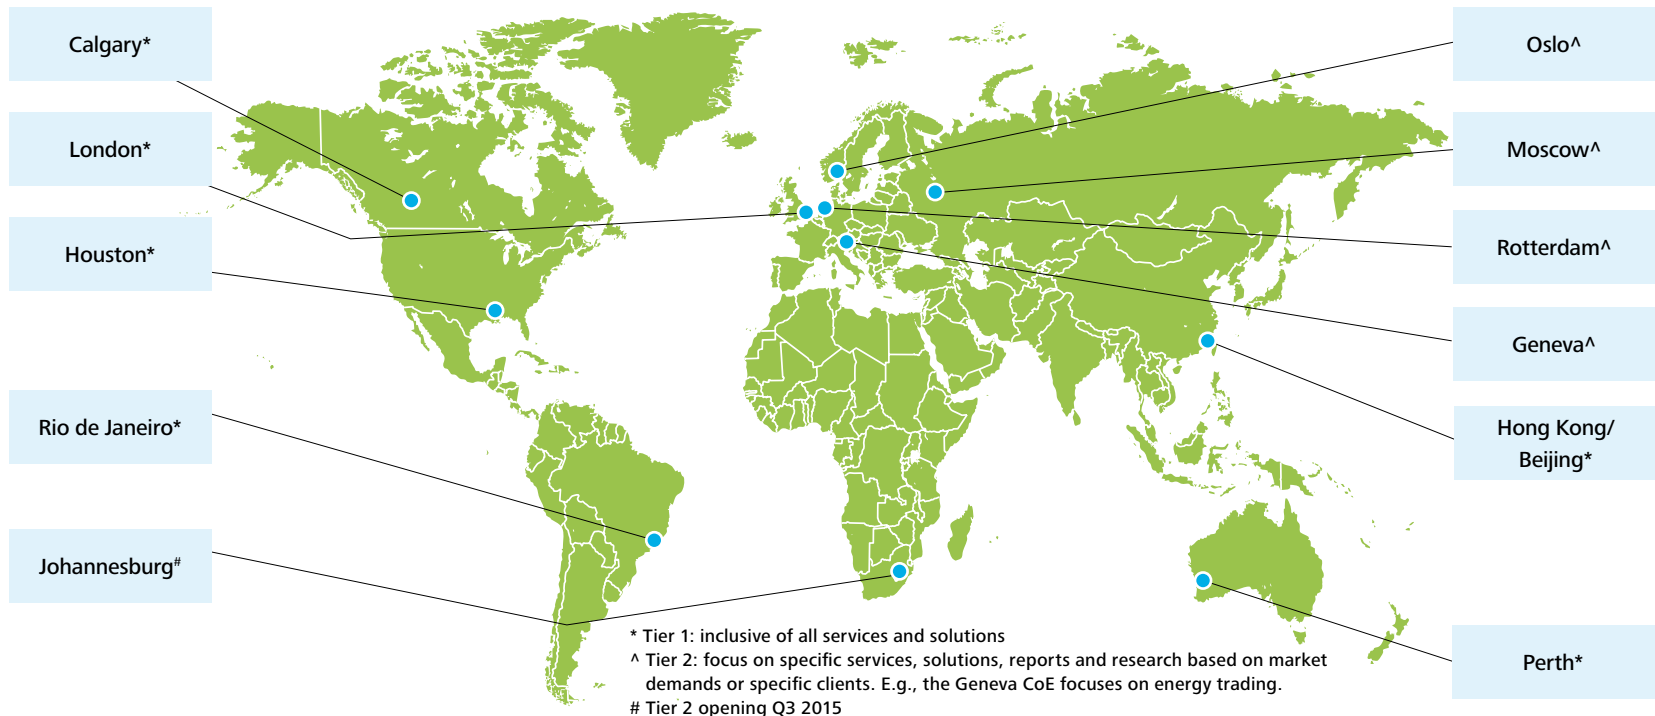 Calgary*
London*
Houston*
Rio de Janeiro*
Johannesburg#
Oslo^
Moscow^
Rotterdam^
Geneva^
Hong Kong/
Beijing*
Perth*
* Tier 1: inclusive of all services and solutions
^ Tier 2: focus on specific services, solutions, reports and research based on market
demands or specific clients. E.g., the Geneva CoE focuses on energy trading.
# Tier 2 opening Q3 2015